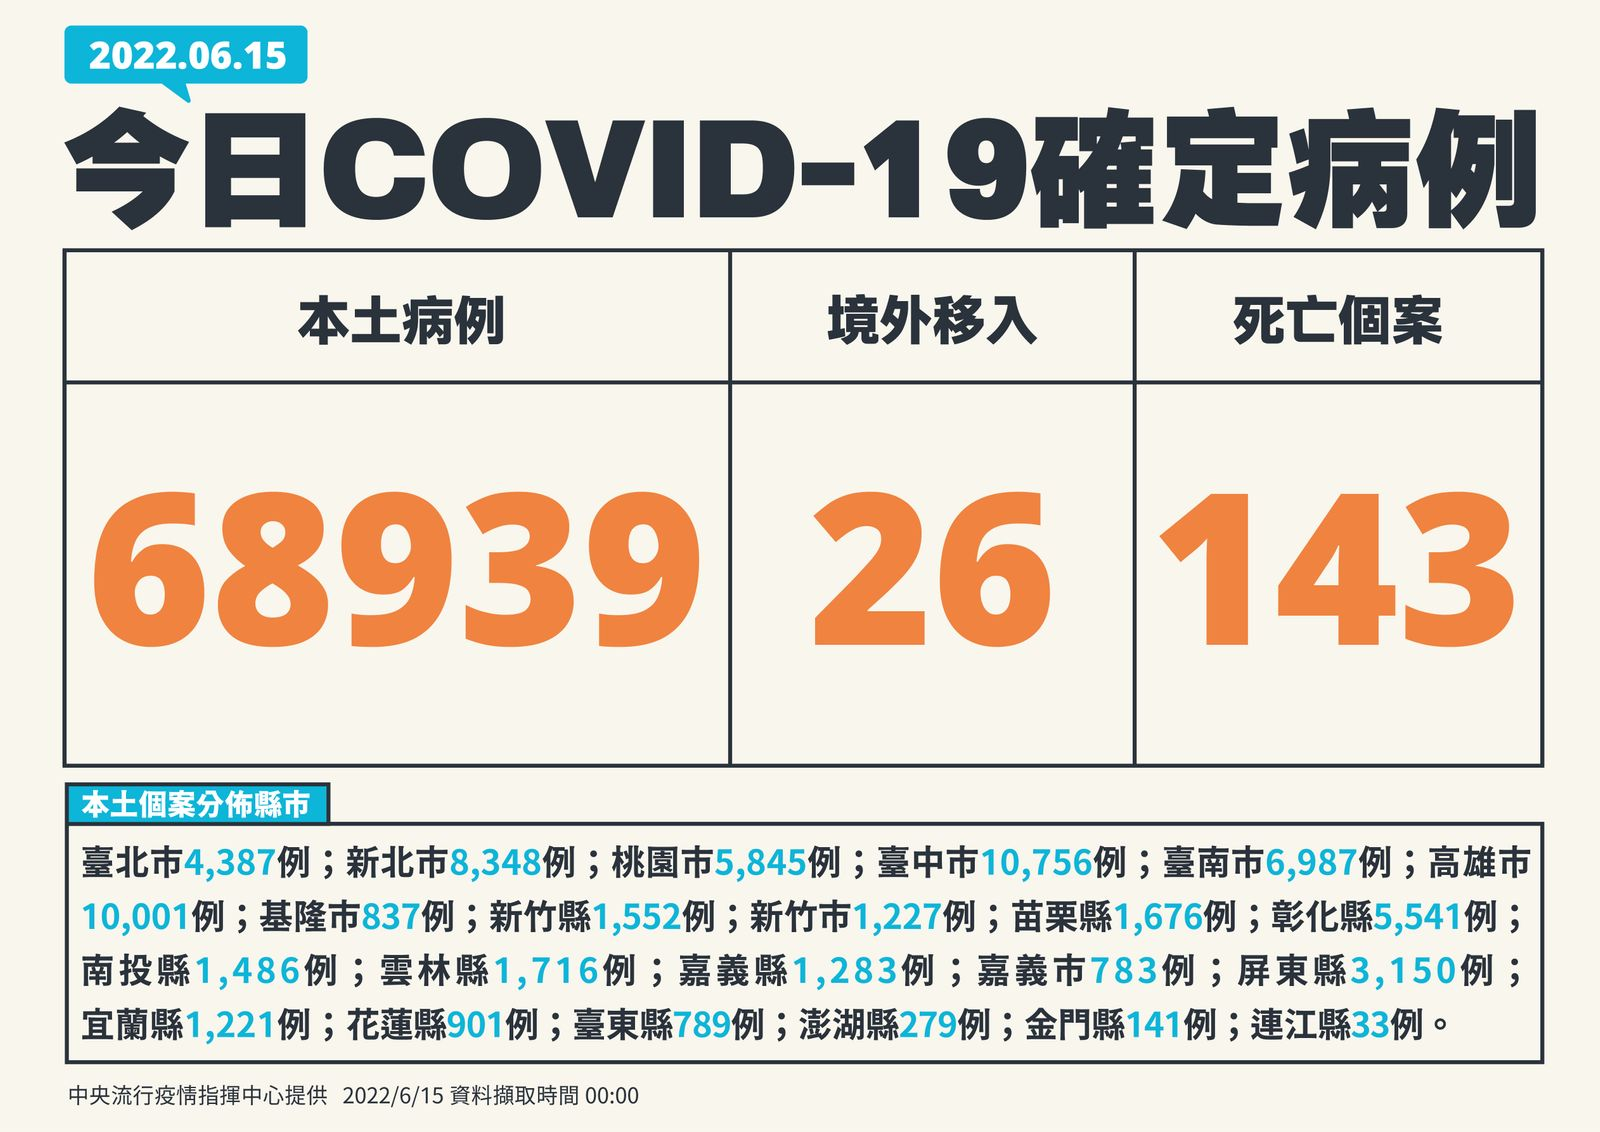 2022.06.15
今日COVID-19確定病例
本土病例 境外移入 死亡個案
68939 26 143
本土個案分佈縣市
臺北市4,387例；新北市8,348例；桃園市5,845例；臺中市10,756例；臺南市6,987例；高雄市
10,001例；基隆市837例；新竹縣1,552例；新竹市1,227例；苗栗縣1,676例；彰化縣5,541例；
南投縣1,486例；雲林縣1,716例；嘉義縣1,283例；嘉義市783例；屏東縣3,150例；
宜蘭縣1,221例；花蓮縣901例；臺東縣789例；澎湖縣279例；金門縣141例；連江縣33例。
中央流行疫情指揮中心提供 2022/6/15 資料擷取時間 00:00